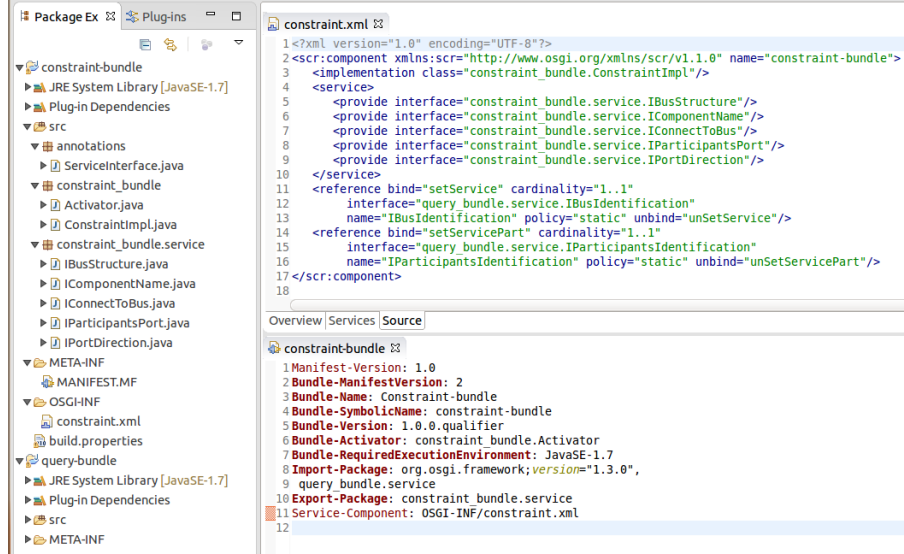 Package Ex
Plug-ins
constraint-bundle
JRE System Library [JavaSE-1.7]
Plug-in Dependencies
src
annotations
ServiceInterface.java
constraint_bundle
Activator.java
ConstraintImpl.java
constraint_bundle.service
IBusStructure.java
IComponentName.java
IConnectToBus.java
IParticipantsPort.java
IPortDirection.java
META-INF
MANIFEST.MF
OSGI-INF
constraint.xml
build.properties
query-bundle
JRE System Library [JavaSE-1.7]
Plug-in Dependencies
src
META-INF
constraint.xml
1 <?xml version="1.0" encoding="UTF-8"?>
2 <scr:component xmlns:scr="http://www.osgi.org/xmlns/scr/v1.1.0" name="constraint-bundle">
3 <implementation class="constraint_bundle.ConstraintImpl"/>
4 <service>
5 <provide interface="constraint_bundle.service.IBusStructure"/>
6 <provide interface="constraint_bundle.service.IComponentName"/>
7 <provide interface="constraint_bundle.service.IConnectToBus"/>
8 <provide interface="constraint_bundle.service.IParticipantsPort"/>
9 <provide interface="constraint_bundle.service.IPortDirection"/>
10 </service>
11 <reference bind="setService" cardinality="1..1"
12 interface="query_bundle.service.IBusIdentification"
13 name="IBusIdentification" policy="static" unbind="unSetService"/>
14 <reference bind="setServicePart" cardinality="1..1"
15 interface="query_bundle.service.IParticipantsIdentification"
16 name="IParticipantsIdentification" policy="static" unbind="unSetServicePart"/>
17 </scr:component>
18
Overview Services Source
constraint-bundle
1 Manifest-Version: 1.0
2 Bundle-ManifestVersion: 2
3 Bundle-Name: Constraint-bundle
4 Bundle-SymbolicName: constraint-bundle
5 Bundle-Version: 1.0.0.qualifier
6 Bundle-Activator: constraint_bundle.Activator
7 Bundle-RequiredExecutionEnvironment: JavaSE-1.7
8 Import-Package: org.osgi.framework;version="1.3.0",
9 query_bundle.service
10 Export-Package: constraint_bundle.service
11 Service-Component: OSGI-INF/constraint.xml
12